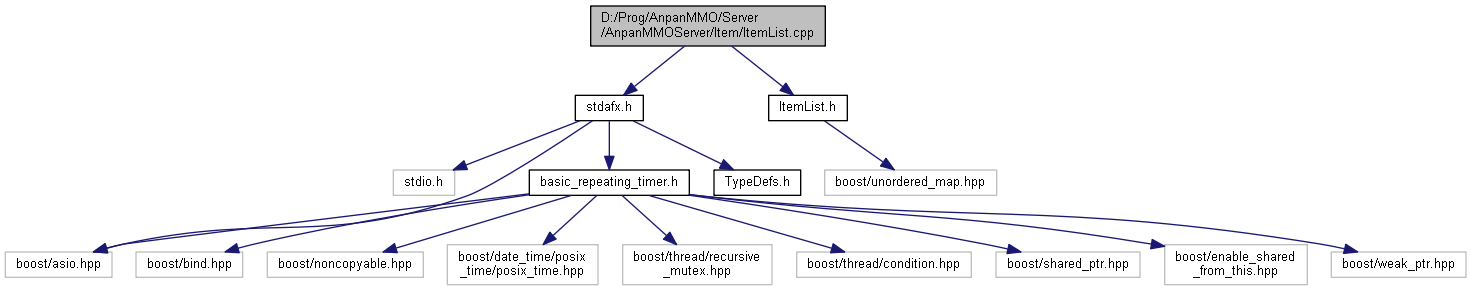 D:/Prog/AnpanMMO/Server
/AnpanMMOServer/Item/ItemList.cpp
stdafx.h
ItemList.h
stdio.h
basic_repeating_timer.h
TypeDefs.h
boost/unordered_map.hpp
boost/asio.hpp
boost/bind.hpp
boost/noncopyable.hpp
boost/date_time/posix
_time/posix_time.hpp
boost/thread/recursive
_mutex.hpp
boost/thread/condition.hpp
boost/shared_ptr.hpp
boost/enable_shared
_from_this.hpp
boost/weak_ptr.hpp